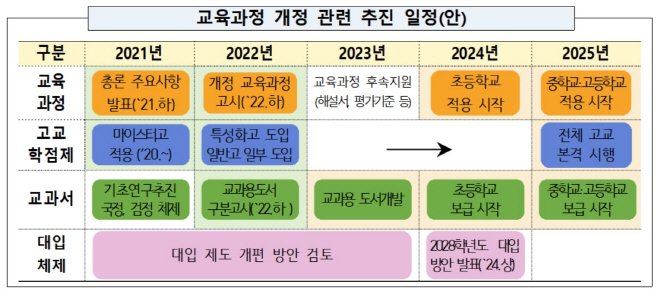 교육과정 개정 관련 추진 일정(안)
구분 2021년 2022년 2023년 2024년 2025년
교육
과정
총론 주요사항
발표(`21.하)
개정 교육과정
고시(`22.하)
교육과정 후속지원
(해설서, 평가기준 등)
초등학교
적용 시작
중학교·고등학교
적용 시작
고교
학점제
마이스터고
적용 (‘20.~)
특성화고 도입
일반고 일부 도입
전체 고교
본격 시행
교과서
기초연구추진
국정, 검정 체제
교과용도서
구분고시(`22.하 )
교과용 도서개발
초등학교
보급 시작
중학교·고등학교
보급 시작
대입
체제
대입 제도 개편 방안 검토
2028학년도 대입
방안 발표(`24.상)